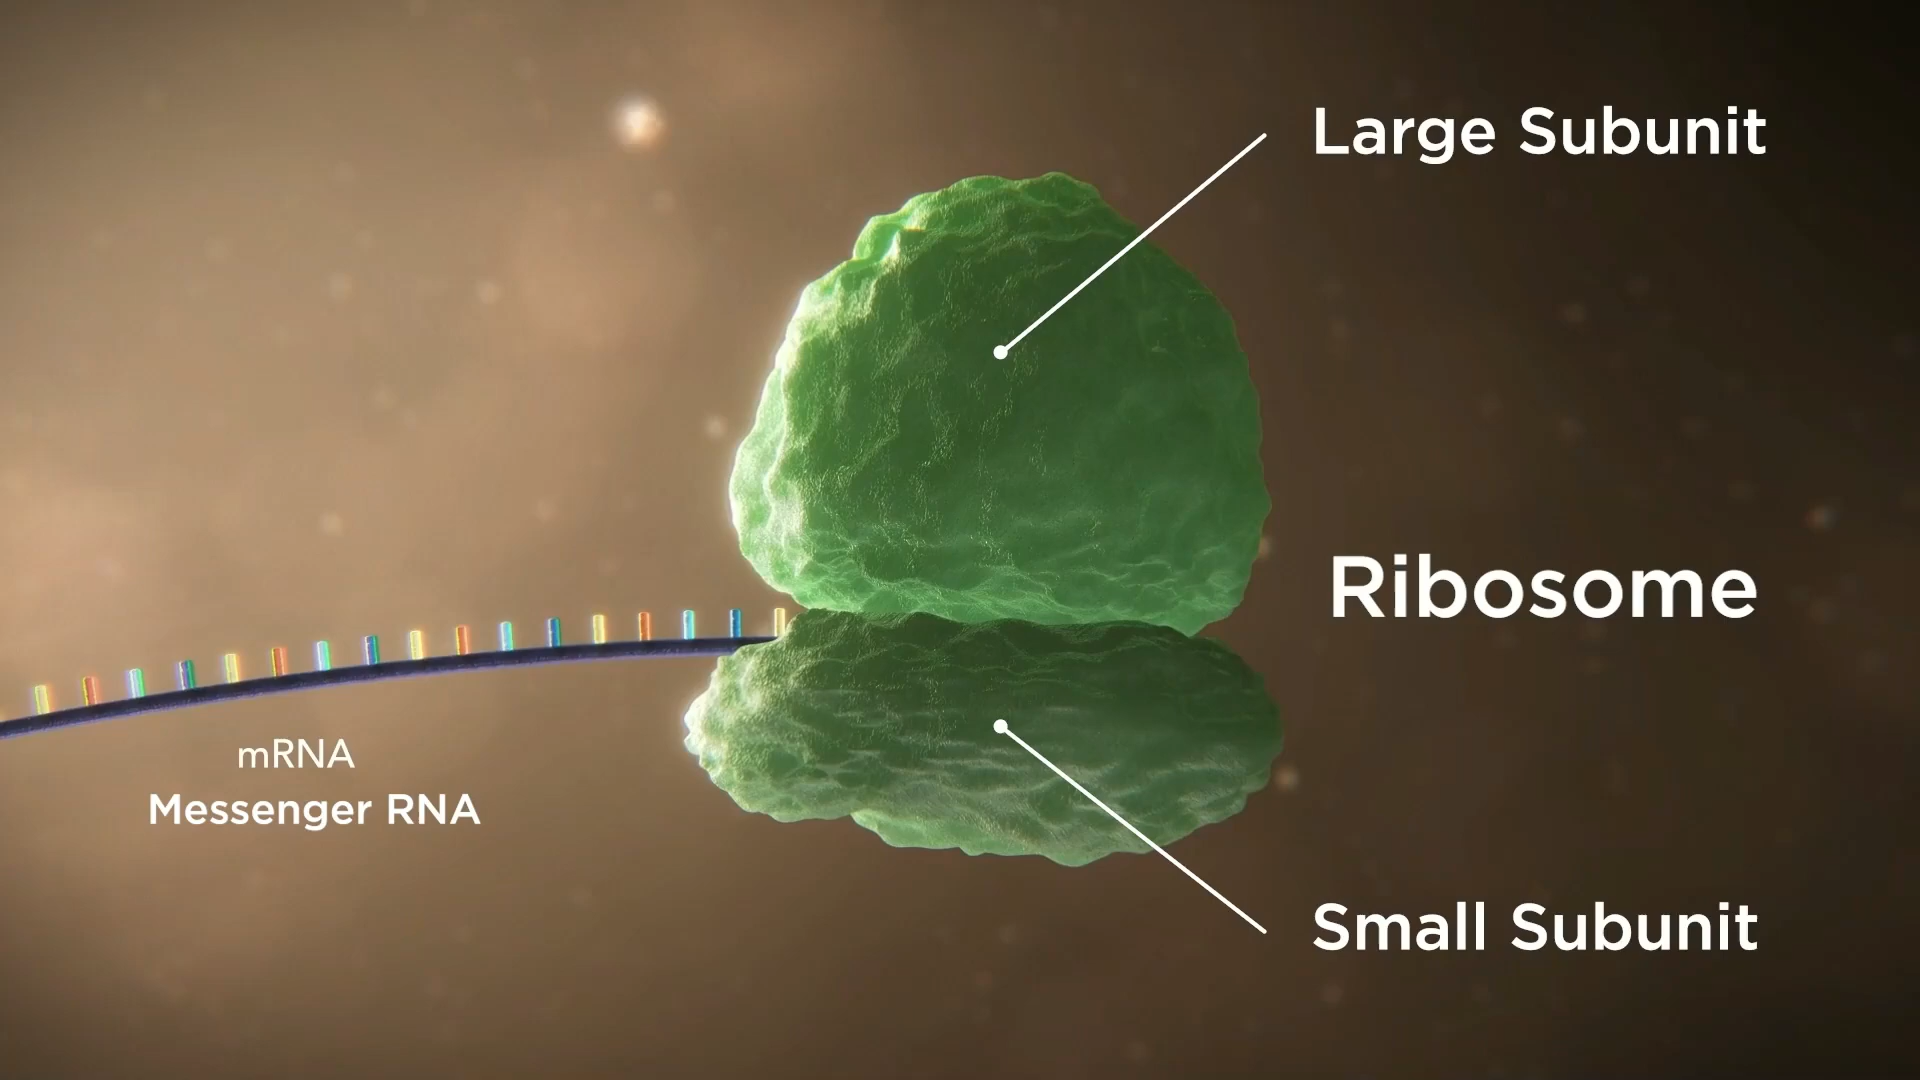 Large Subunit
Ribosome
mRNA
Messenger RNA
Small Subunit